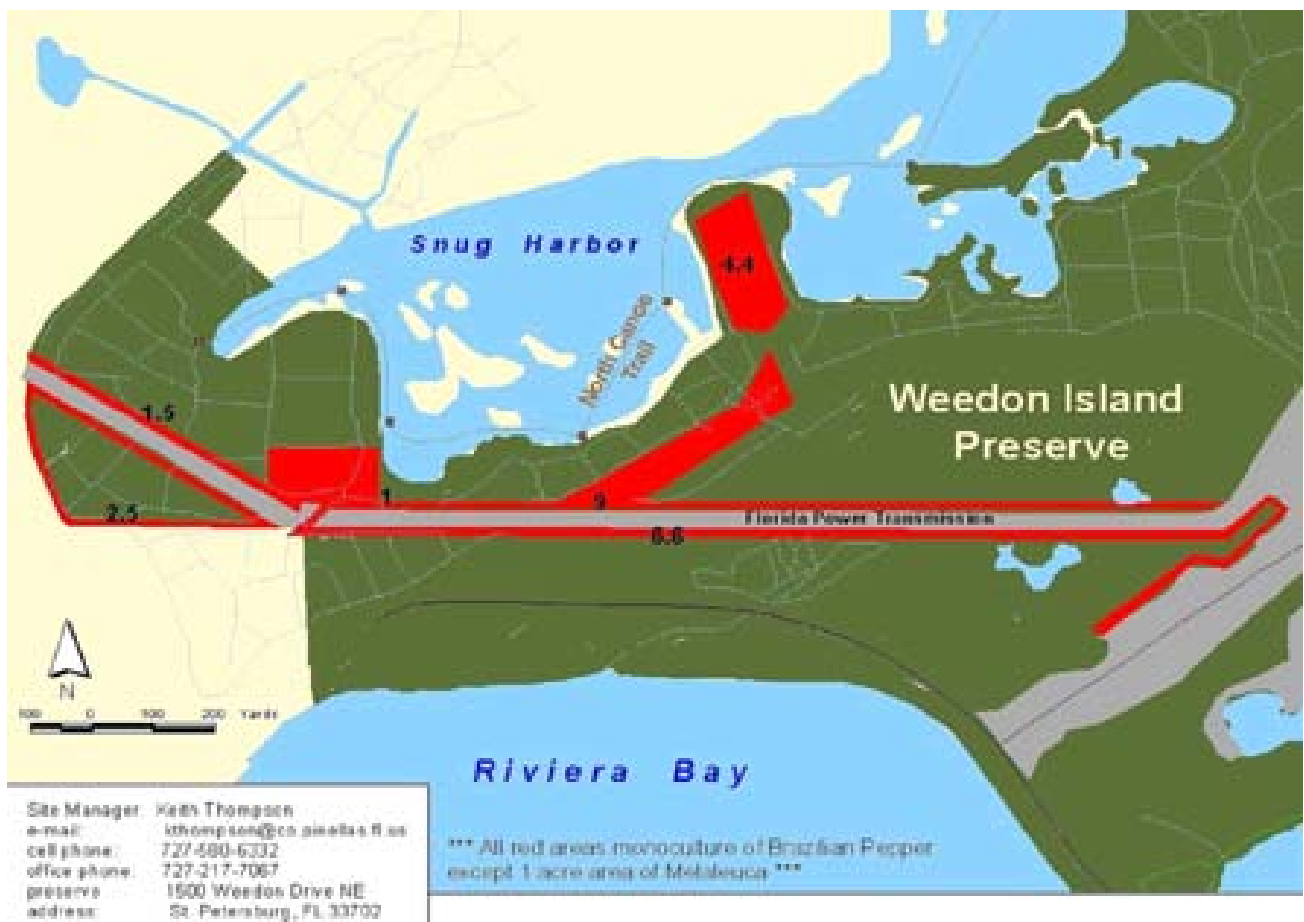 Snug Harbor
4.4
North Canoe
Trail
Weedon Island
Preserve
1.5
1
9
2.5
Florida Power Transmission
6.6
N
100 0 100 200 Yards
Riviera Bay
Site Manager: Keith Thompson
e-mail: kthompson@co.pinellas.fl.us
cell phone: 727-580-6332
office phone: 727-217-7067
preserve 1500 Weedon Drive NE
address: St. Petersburg, FL 33702
*** All red areas monoculture of Brazilian Pepper
except 1 acre area of Melaleuca ***